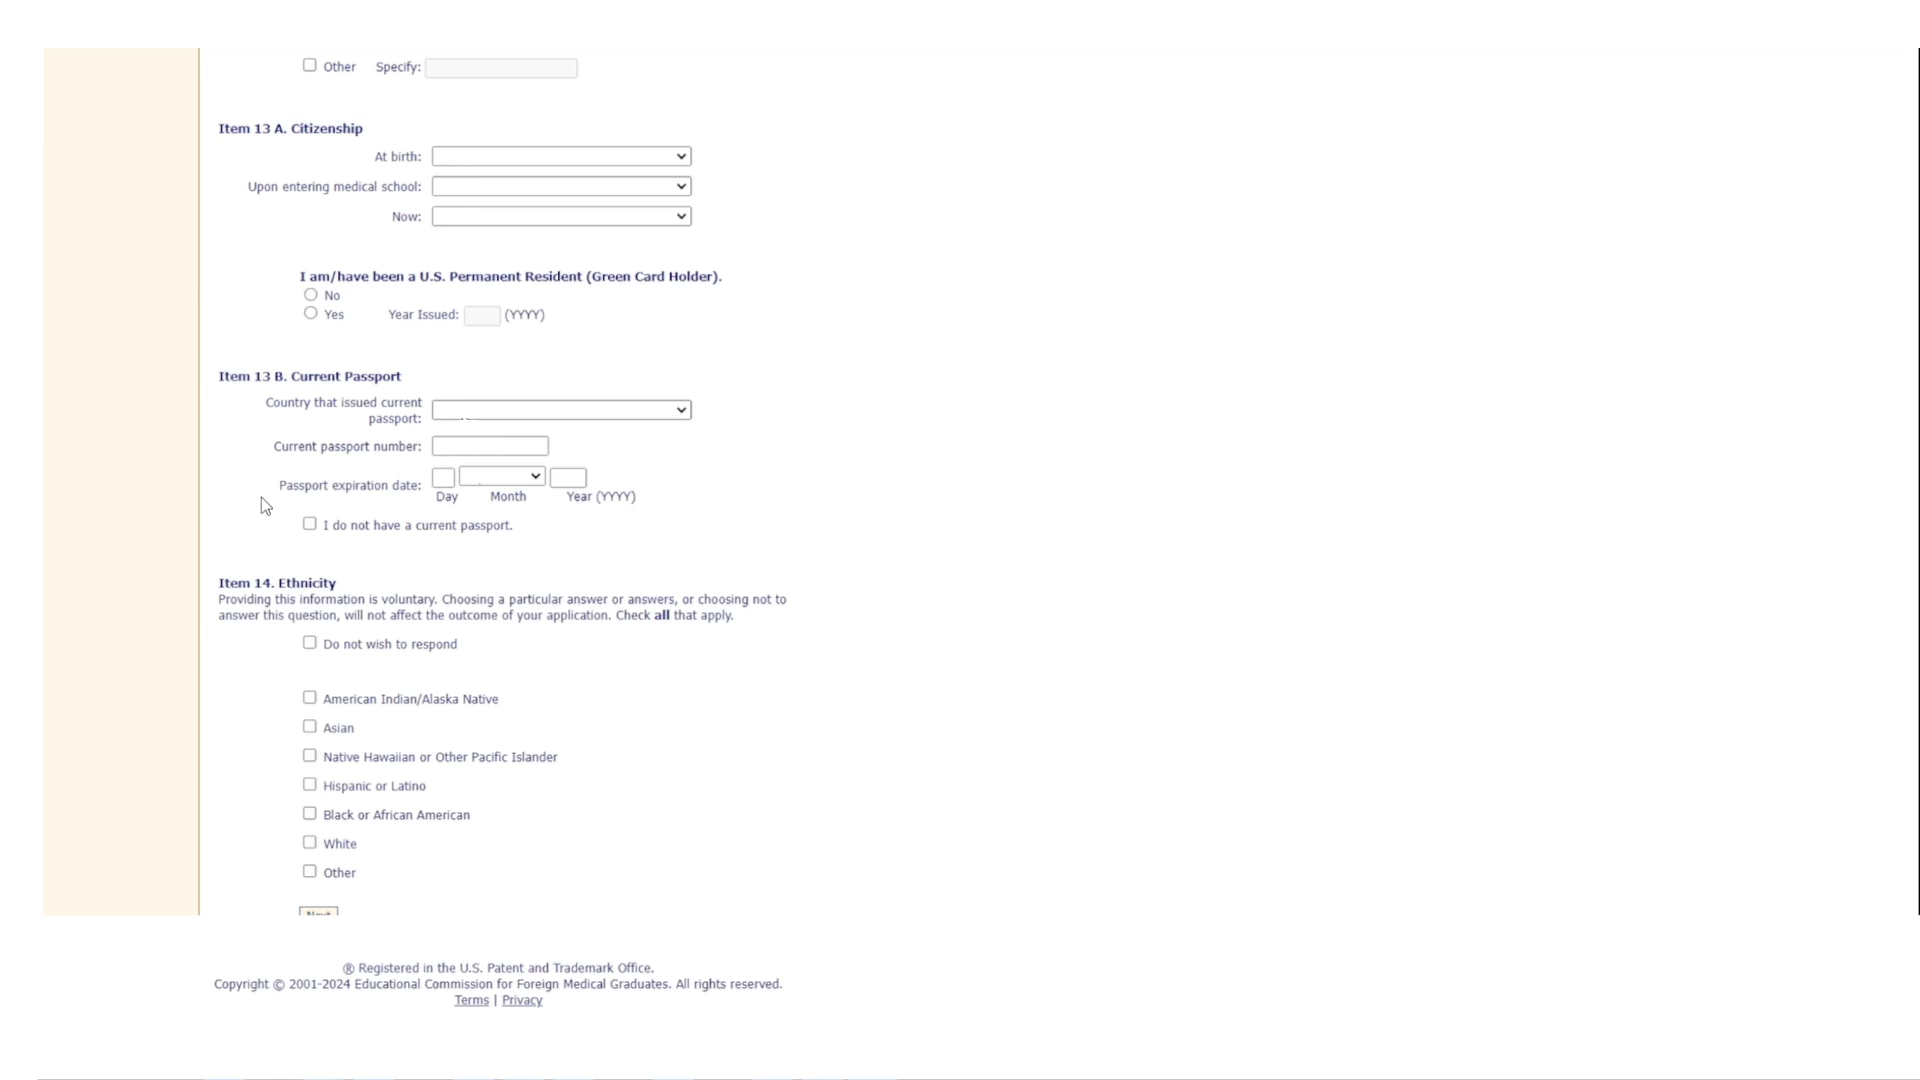 Other Specify:
Item 13 A. Citizenship
At birth:
Upon entering medical school:
Now:
I am/have been a U.S. Permanent Resident (Green Card Holder).
No
Yes Year Issued: (YYYY)
Item 13 B. Current Passport
Country that issued current
passport:
Current passport number:
Passport expiration date:
Day Month Year (YYYY)
I do not have a current passport.
Item 14. Ethnicity
Providing this information is voluntary. Choosing a particular answer or answers, or choosing not to
answer this question, will not affect the outcome of your application. Check all that apply.
Do not wish to respond
American Indian/Alaska Native
Asian
Native Hawaiian or Other Pacific Islander
Hispanic or Latino
Black or African American
White
Other
Next
® Registered in the U.S. Patent and Trademark Office.
Copyright © 2001-2024 Educational Commission for Foreign Medical Graduates. All rights reserved.
Terms | Privacy